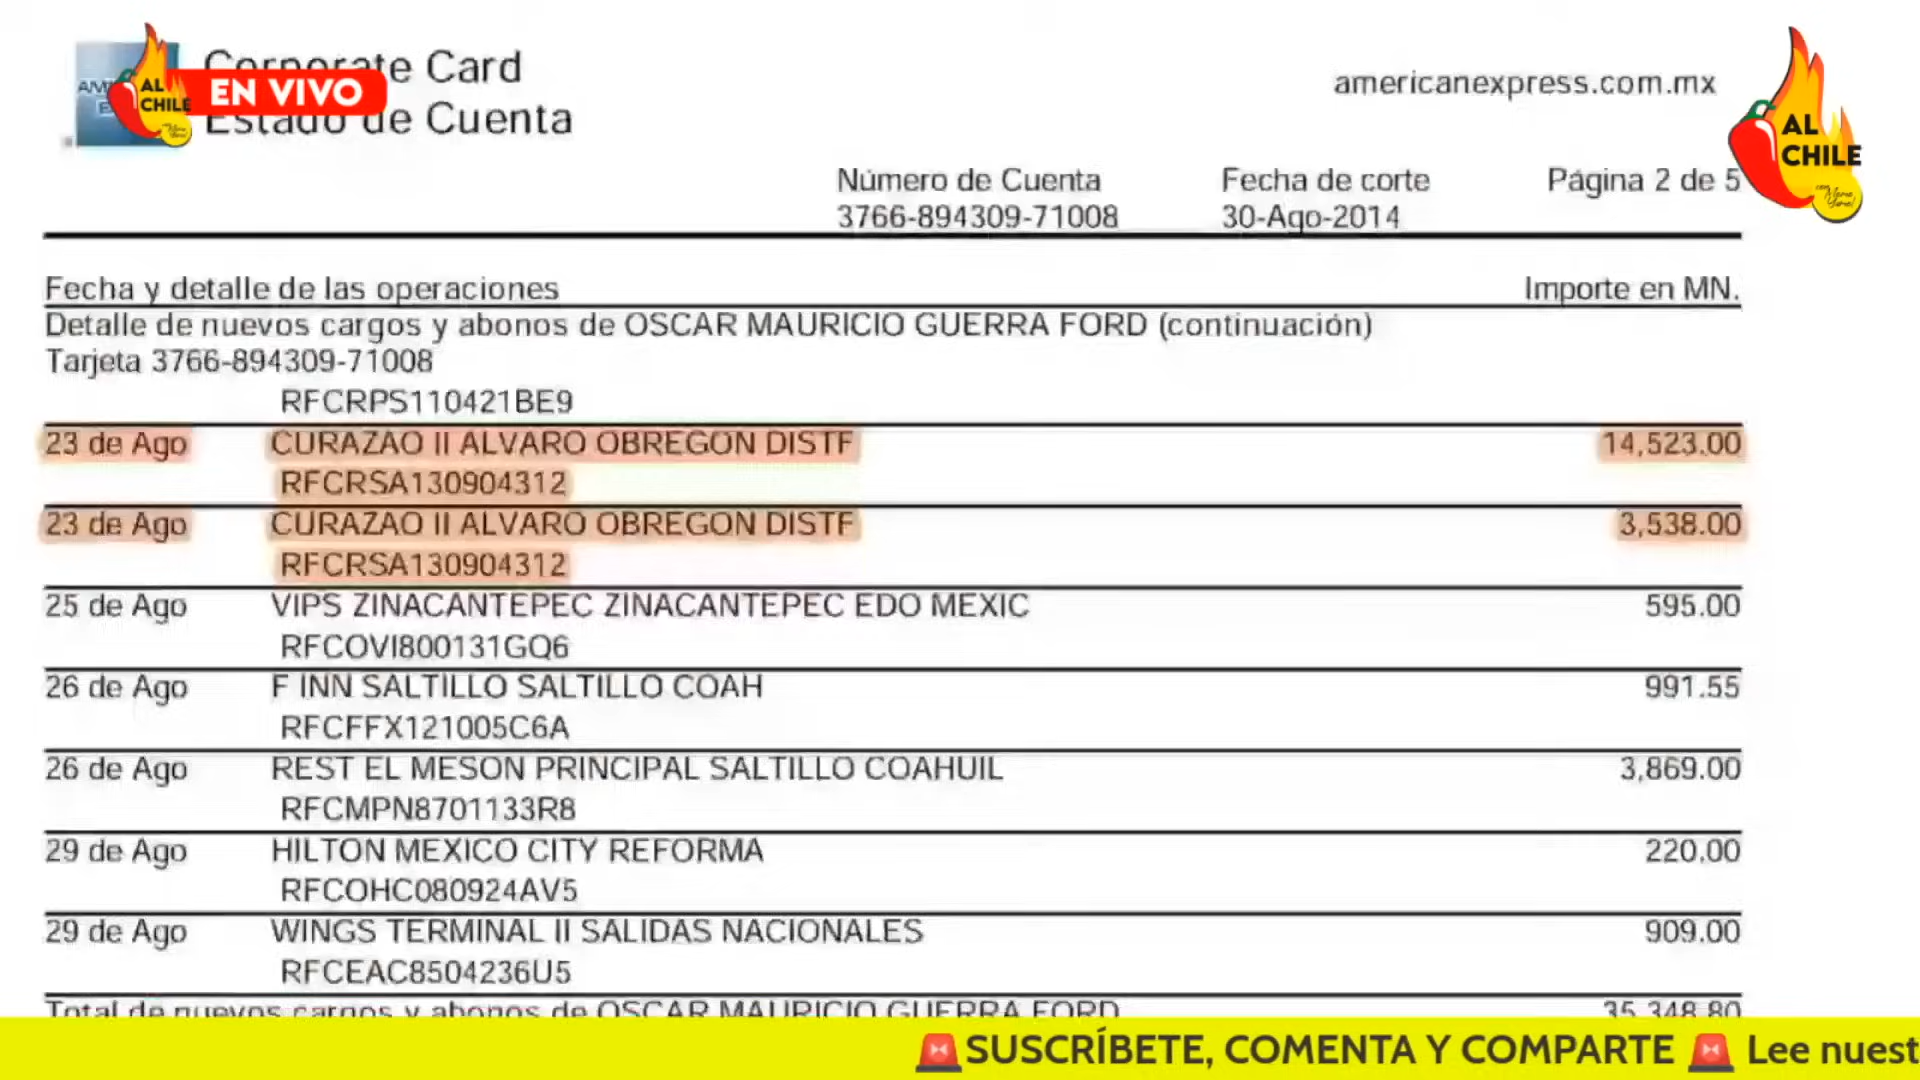 Corporate Card
AL CHILE EN VIVO
Estado de Cuenta
americanexpress.com.mx
AL
CHILE
Número de Cuenta Fecha de corte Página 2 de 5
3766-894309-71008 30-Ago-2014
Fecha y detalle de las operaciones Importe en MN.
Detalle de nuevos cargos y abonos de OSCAR MAURICIO GUERRA FORD (continuación)
Tarjeta 3766-894309-71008
RFCRPS110421BE9
23 de Ago CURAZAO II ALVARO OBREGON DISTF 14,523.00
RFCRSA130904312
23 de Ago CURAZAO II ALVARO OBREGON DISTF 3,538.00
RFCRSA130904312
25 de Ago VIPS ZINACANTEPEC ZINACANTEPEC EDO MEXIC 595.00
RFCOVI800131GQ6
26 de Ago F INN SALTILLO SALTILLO COAH 991.55
RFCFFX121005C6A
26 de Ago REST EL MESON PRINCIPAL SALTILLO COAHUIL 3,869.00
RFCMPN8701133R8
29 de Ago HILTON MEXICO CITY REFORMA 220.00
RFCOHC080924AV5
29 de Ago WINGS TERMINAL II SALIDAS NACIONALES 909.00
RFCEAC8504236U5
Total de nuevos cargos y abonos de OSCAR MAURICIO GUERRA FORD 35,348.80
SUSCRÍBETE, COMENTA Y COMPARTE Lee nuest